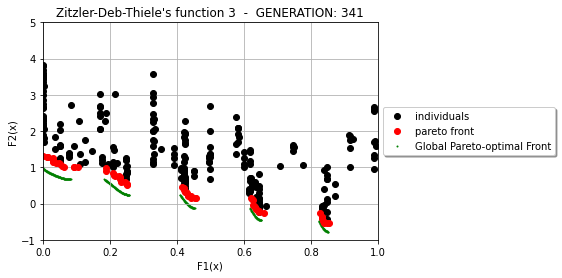 Zitzler-Deb-Thiele's function 3 - GENERATION: 341
5
4
3
2
1
0
−1
F2(x)
0.0 0.2 0.4 0.6 0.8 1.0
F1(x)
individuals
pareto front
Global Pareto-optimal Front